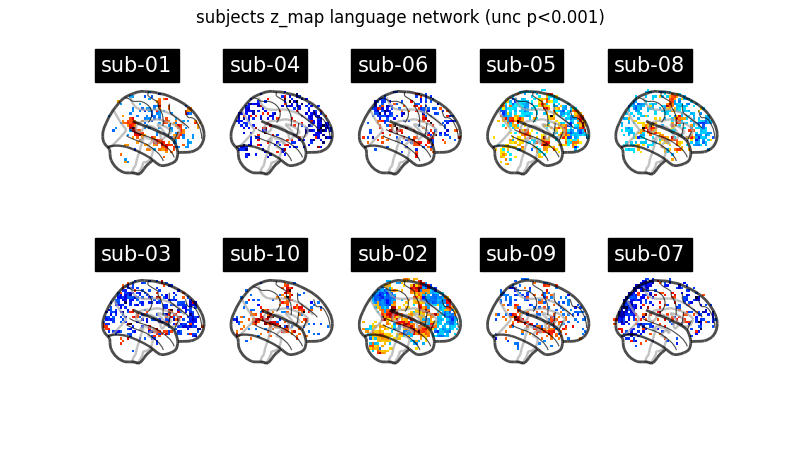 subjects z_map language network (unc p<0.001)
sub-01
sub-04
sub-06
sub-05
sub-08
sub-03
sub-10
sub-02
sub-09
sub-07